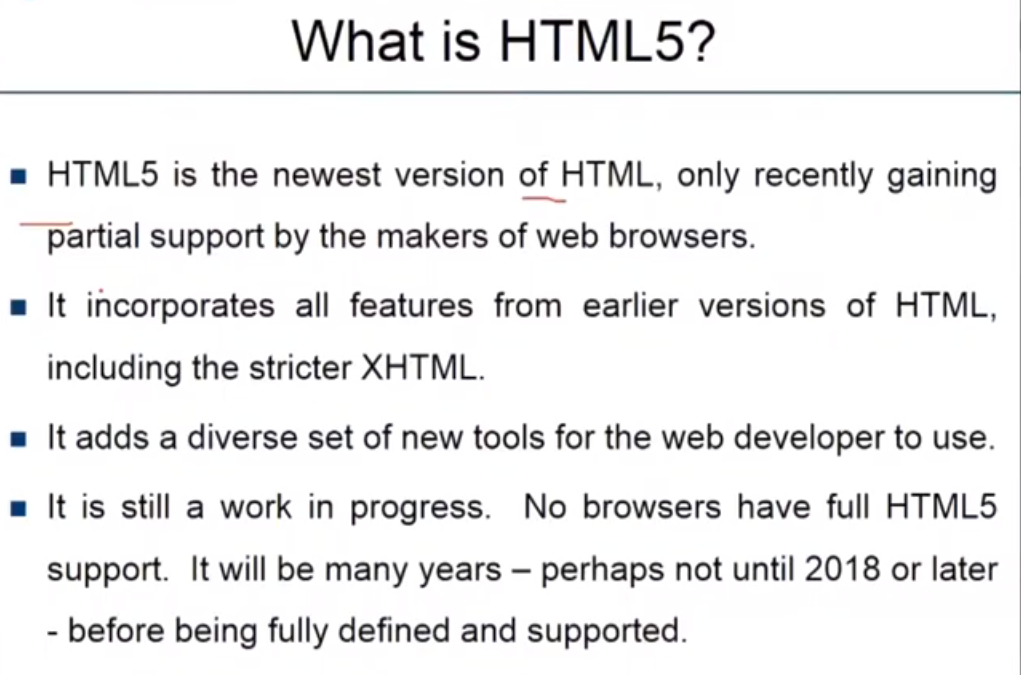 What is HTML5?
HTML5 is the newest version of HTML, only recently gaining
partial support by the makers of web browsers.
It incorporates all features from earlier versions of HTML,
including the stricter XHTML.
It adds a diverse set of new tools for the web developer to use.
It is still a work in progress. No browsers have full HTML5
support. It will be many years – perhaps not until 2018 or later
- before being fully defined and supported.